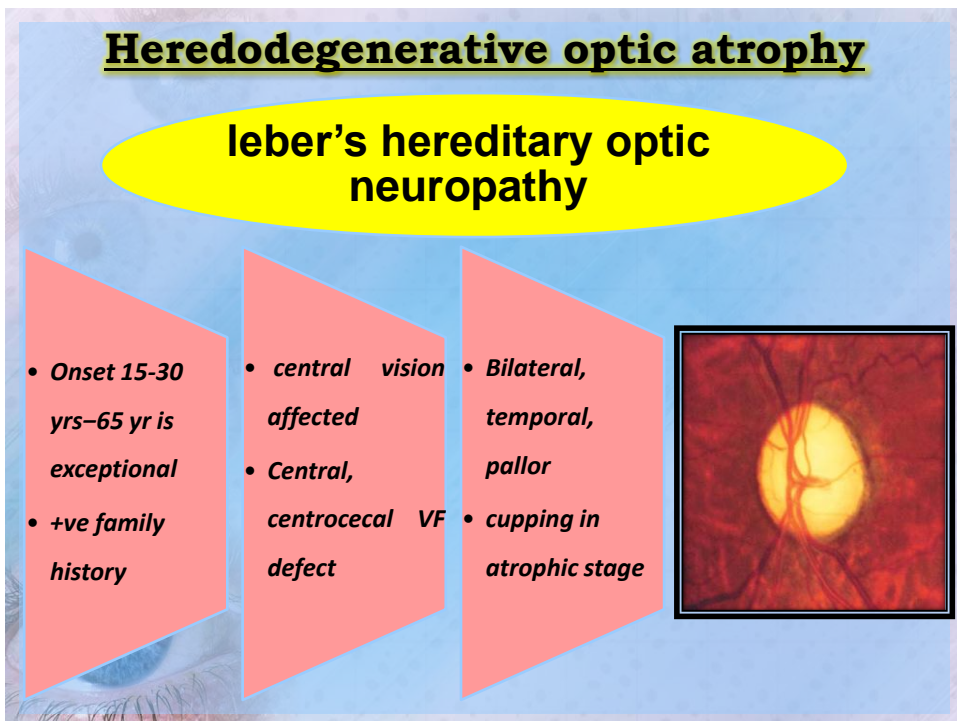 Heredodegenerative optic atrophy
leber’s hereditary optic
neuropathy
• Onset 15-30
yrs–65 yr is
exceptional
• +ve family
history
• central vision
affected
• Central,
centrocecal VF
defect
• Bilateral,
temporal,
pallor
• cupping in
atrophic stage